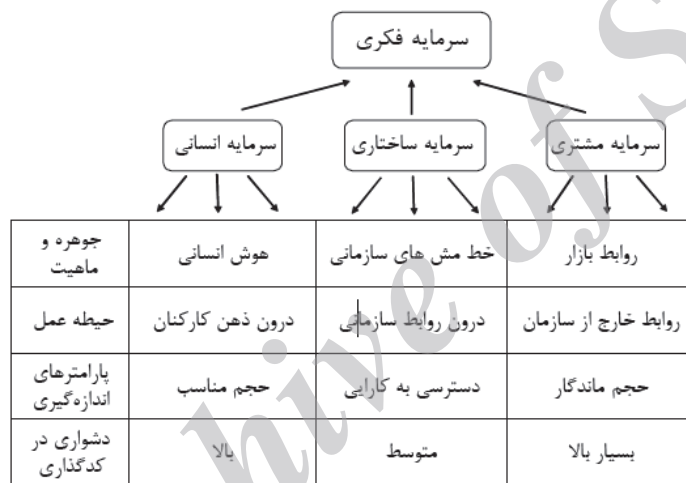 سرمایه فکری
سرمایه مشتری سرمایه ساختاری سرمایه انسانی
روابط بازار خط مش های سازمانی هوش انسانی جوهره و
ماهیت
روابط خارج از سازمان درون روابط سازمانی درون ذهن کارکنان حیطه عمل
حجم ماندگار دسترسی به کارایی حجم مناسب پارامترهای
اندازه‌گیری
بسیار بالا متوسط بالا دشواری در
کدگذاری
hive of S